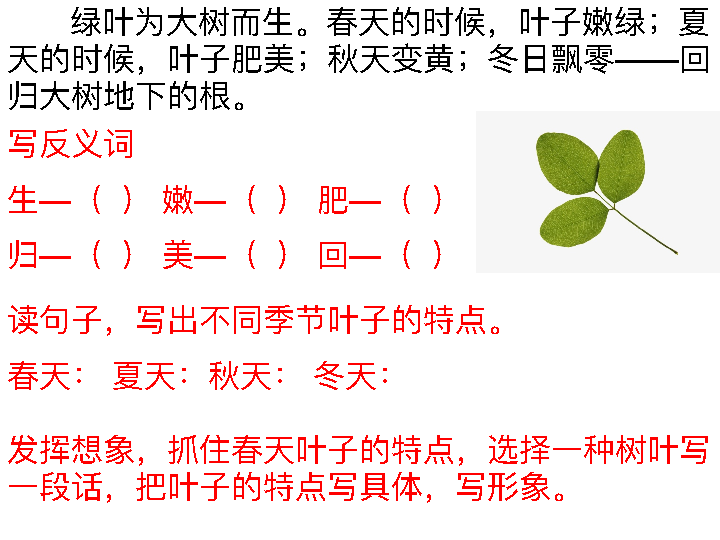 绿叶为大树而生。春天的时候，叶子嫩绿；夏
天的时候，叶子肥美；秋天变黄；冬日飘零——回
归大树地下的根。
写反义词
生—（ ） 嫩—（ ） 肥—（ ）
归—（ ） 美—（ ） 回—（ ）
读句子，写出不同季节叶子的特点。
春天： 夏天：秋天： 冬天：
发挥想象，抓住春天叶子的特点，选择一种树叶写
一段话，把叶子的特点写具体，写形象。